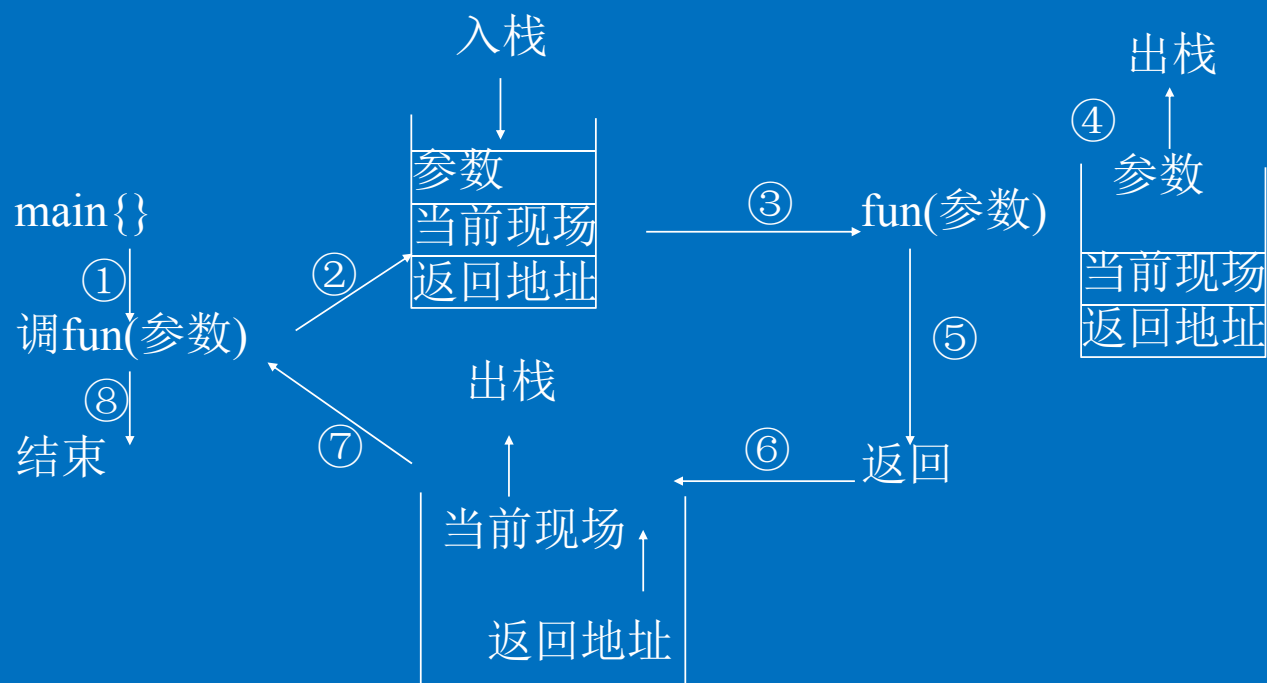 入栈
出栈
④
参数
参数
main{}
③
fun(参数)
当前现场
①
②
返回地址
当前现场
返回地址
调fun(参数)
⑤
出栈
⑧
⑦
⑥
结束
返回
当前现场
返回地址